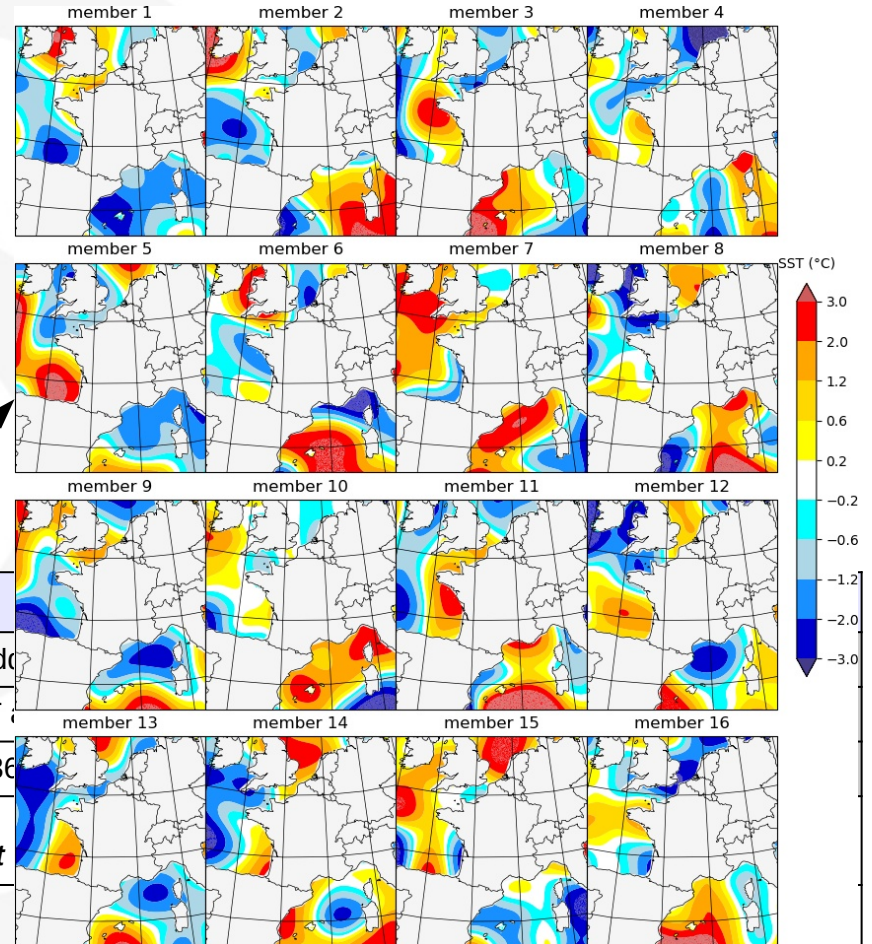 member 1 member 2 member 3 member 4
member 5 member 6 member 7 member 8
SST (°C)
3.0
2.0
1.2
0.6
0.2
−0.2
−0.6
−1.2
−2.0
−3.0
member 9 member 10 member 11 member 12
member 13 member 14 member 15 member 16